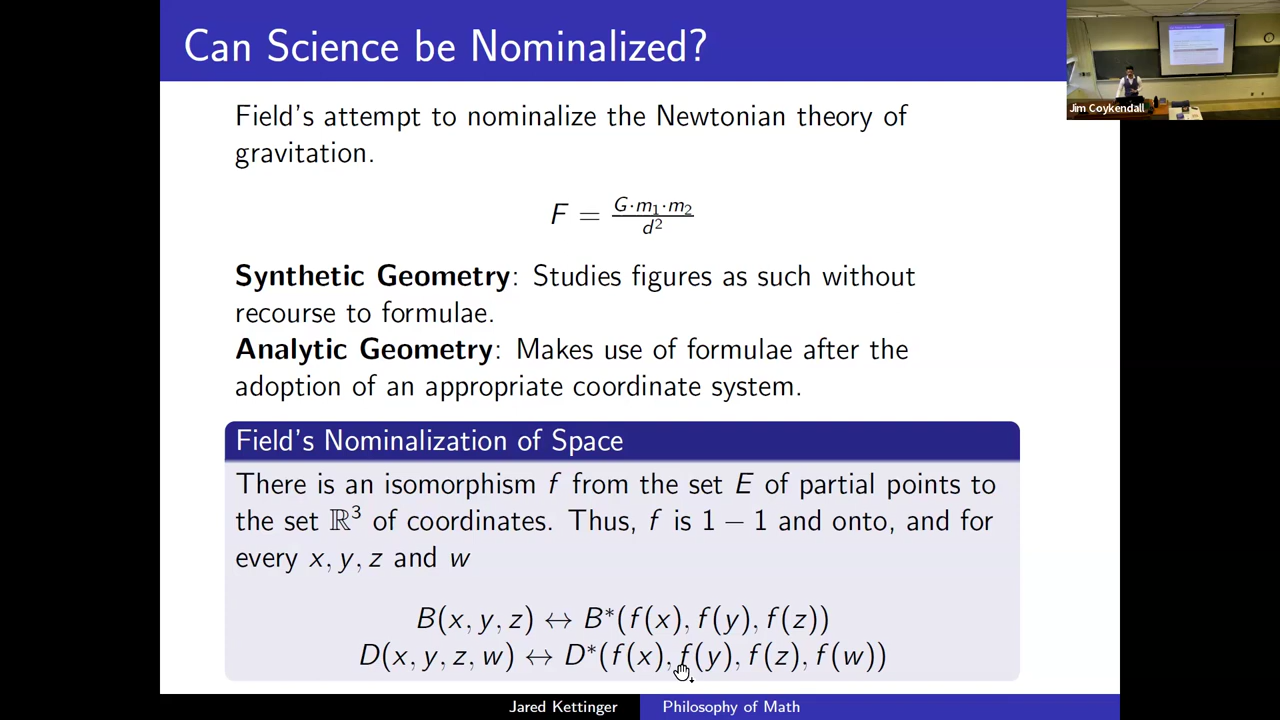 Can Science be Nominalized?
Jim Coykendall
Field's attempt to nominalize the Newtonian theory of
gravitation.
F = G·m₁·m₂ / d²
Synthetic Geometry: Studies figures as such without
recourse to formulae.
Analytic Geometry: Makes use of formulae after the
adoption of an appropriate coordinate system.
Field's Nominalization of Space
There is an isomorphism f from the set E of partial points to
the set ℝ³ of coordinates. Thus, f is 1 − 1 and onto, and for
every x, y, z and w
B(x, y, z) ↔ B*(f(x), f(y), f(z))
D(x, y, z, w) ↔ D*(f(x), f(y), f(z), f(w))
Jared Kettinger
Philosophy of Math